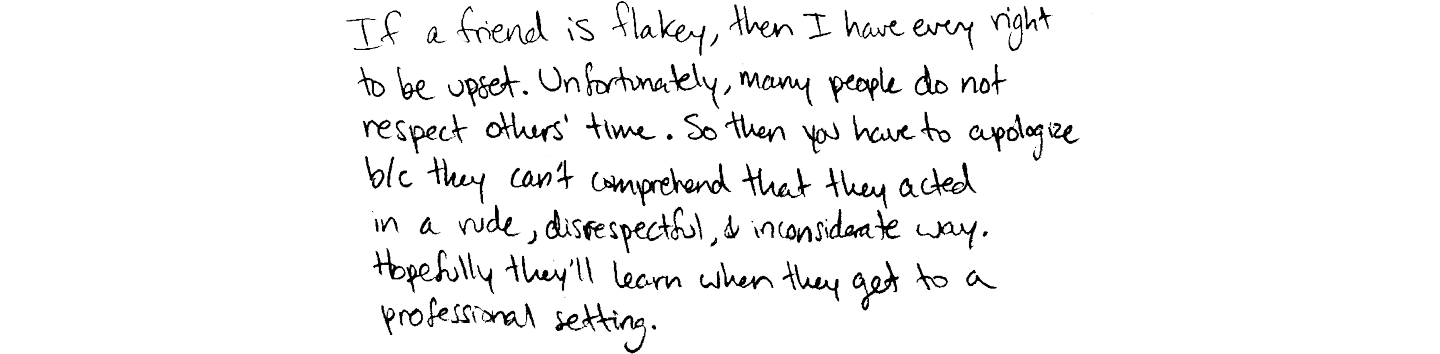 If a friend is flakey, then I have every right
to be upset. Unfortunately, many people do not
respect others' time. So then you have to apologize
b/c they can't comprehend that they acted
in a rude, disrespectful, & inconsiderate way.
Hopefully they'll learn when they get to a
professional setting.